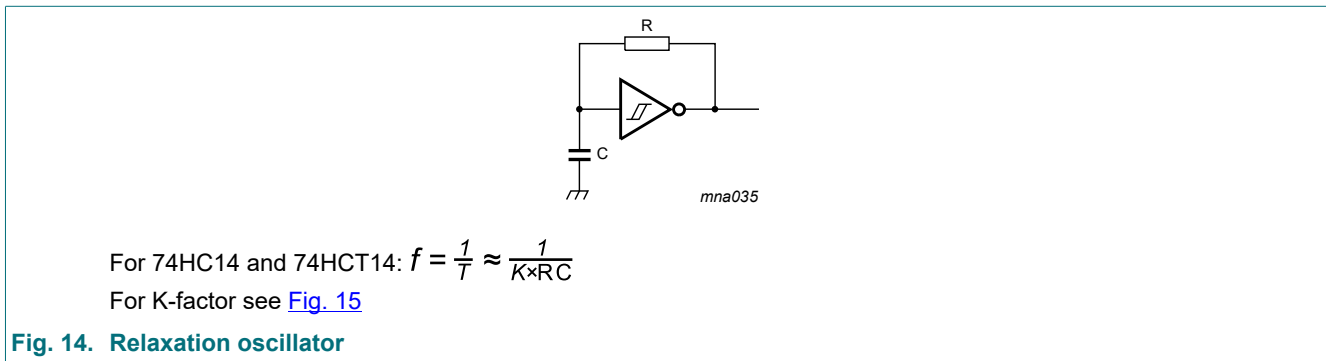 R
C
mna035
For 74HC14 and 74HCT14: f = 1/T ≈ 1/K×RC
For K-factor see Fig. 15
Fig. 14. Relaxation oscillator